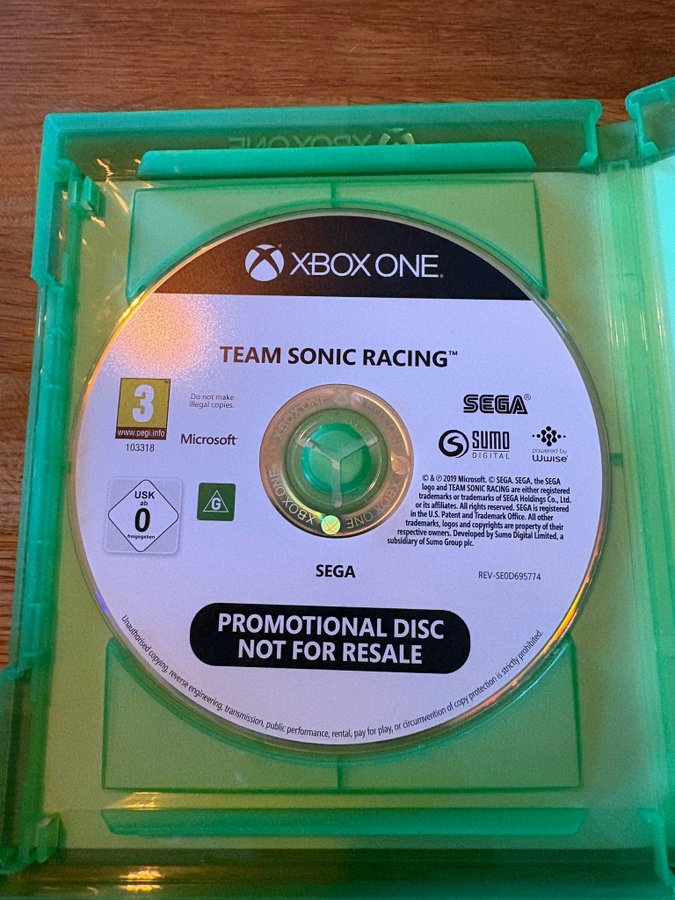 XBOX ONE
XBOX ONE
TEAM SONIC RACING™
3
www.pegi.info
103318
Do not make
illegal copies.
Microsoft
USK
ab
0
freigegeben
G
XBOX ONE
XBOX ONE
XBOX ONE
SEGA®
SUMO
DIGITAL
powered by
Wwise
© & ℗ 2019 Microsoft. © SEGA. SEGA, the SEGA
logo and TEAM SONIC RACING are either registered
trademarks or trademarks of SEGA Holdings Co., Ltd.
or its affiliates. All rights reserved. SEGA is registered
in the U.S. Patent and Trademark Office. All other
trademarks, logos and copyrights are property of their
respective owners. Developed by Sumo Digital Limited, a
subsidiary of Sumo Group plc.
SEGA
REV-SE0D695774
PROMOTIONAL DISC
NOT FOR RESALE
Unauthorised copying, reverse engineering, transmission, public performance, rental, pay for play, or circumvention of copy protection is strictly prohibited.